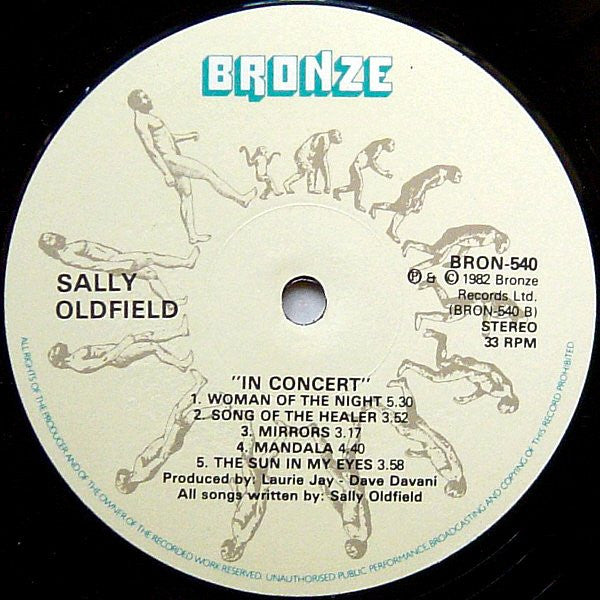 BRONZE
SALLY
OLDFIELD
BRON-540
Ⓟ & © 1982 Bronze
Records Ltd.
(BRON-540 B)
STEREO
33 RPM
"IN CONCERT"
1. WOMAN OF THE NIGHT 5.30
2. SONG OF THE HEALER 3.52
3. MIRRORS 3.17
4. MANDALA 4.40
5. THE SUN IN MY EYES 3.58
Produced by: Laurie Jay - Dave Davani
All songs written by: Sally Oldfield
ALL RIGHTS OF THE PRODUCER AND OF THE OWNER OF THE RECORDED WORK RESERVED. UNAUTHORISED PUBLIC PERFORMANCE, BROADCASTING AND COPYING OF THIS RECORD PROHIBITED